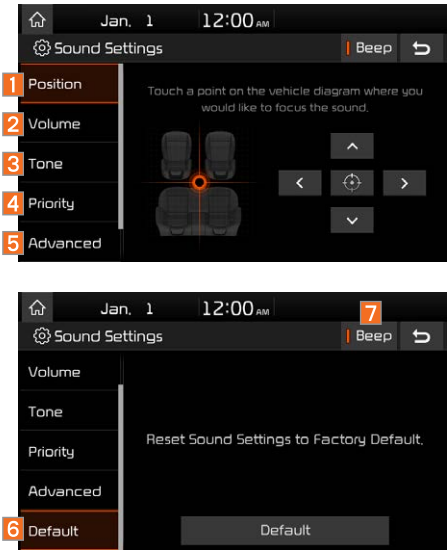 Jan. 1 12:00 AM
Sound Settings Beep
1 Position
Touch a point on the vehicle diagram where you
would like to focus the sound.
2 Volume
3 Tone
4 Priority
5 Advanced
Jan. 1 12:00 AM
7
Sound Settings Beep
Volume
Tone
Priority
Reset Sound Settings to Factory Default.
Advanced
6 Default
Default